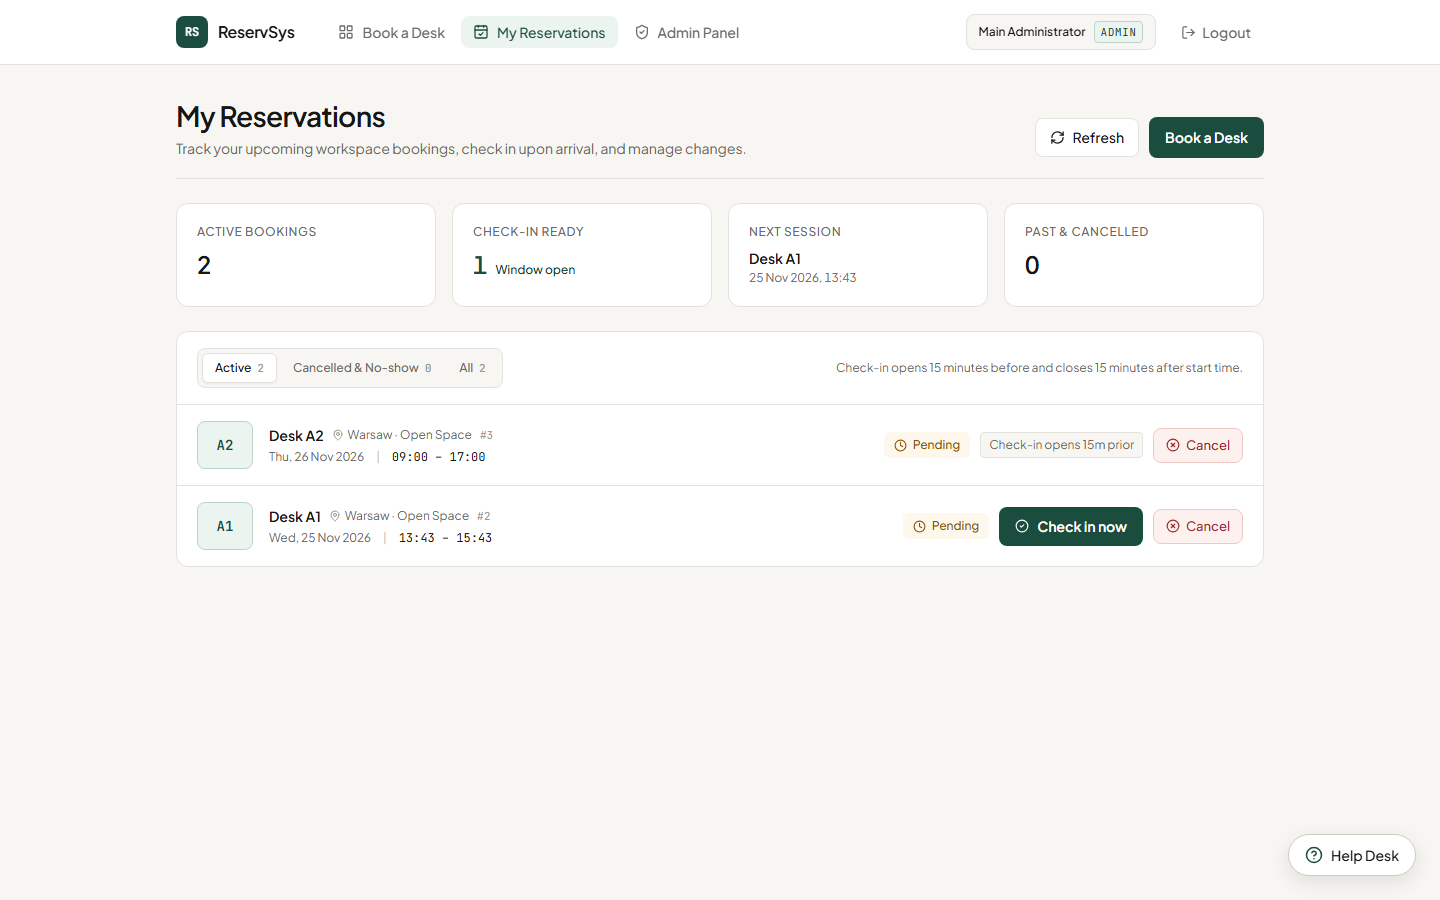 RS ReservSys Book a Desk My Reservations Admin Panel Main Administrator ADMIN Logout
My Reservations
Track your upcoming workspace bookings, check in upon arrival, and manage changes.
Refresh Book a Desk
ACTIVE BOOKINGS
2
CHECK-IN READY
1 Window open
NEXT SESSION
Desk A1
25 Nov 2026, 13:43
PAST & CANCELLED
0
Active 2 Cancelled & No-show 0 All 2 Check-in opens 15 minutes before and closes 15 minutes after start time.
A2
Desk A2 Warsaw · Open Space #3
Thu, 26 Nov 2026 | 09:00 – 17:00
Pending Check-in opens 15m prior Cancel
A1
Desk A1 Warsaw · Open Space #2
Wed, 25 Nov 2026 | 13:43 – 15:43
Pending Check in now Cancel
Help Desk